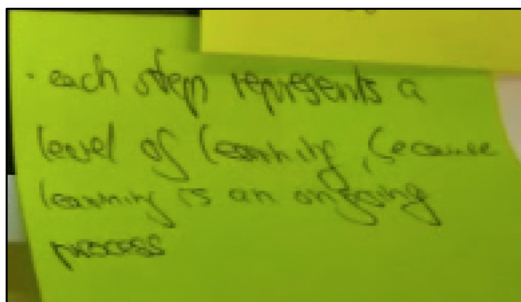 · each step represents a
level of learning, because
learning is an ongoing
process